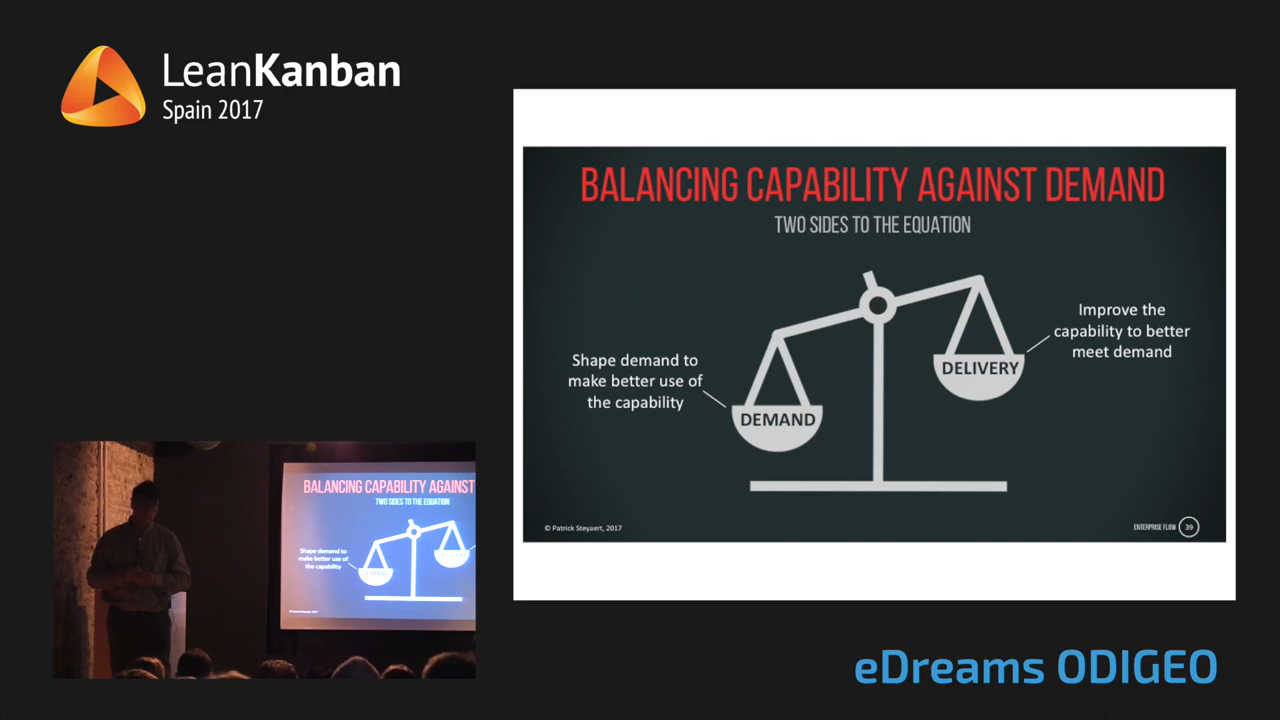 LeanKanban
Spain 2017
BALANCING CAPABILITY AGAINST DEMAND
TWO SIDES TO THE EQUATION
Improve the
capability to better
meet demand
Shape demand to
make better use of
the capability
DELIVERY
DEMAND
© Patrick Steyaert, 2017
ENTERPRISE FLOW 39
BALANCING CAPABILITY AGAINST
TWO SIDES TO THE EQUATION
Shape demand to
make better use of
the capability
DEMAND
eDreams ODIGEO